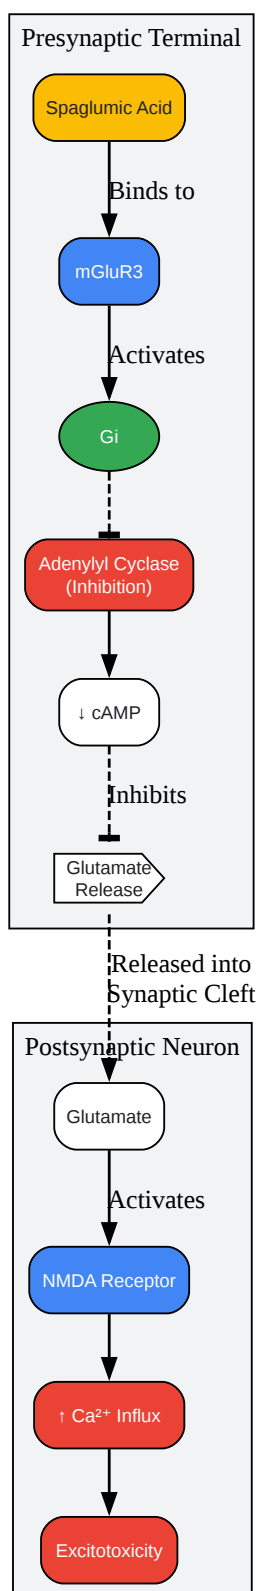 Presynaptic Terminal
Spaglumic Acid
Binds to
mGluR3
Activates
Gi
Adenylyl Cyclase
(Inhibition)
↓ cAMP
Inhibits
Glutamate
Release
Released into
Synaptic Cleft
Postsynaptic Neuron
Glutamate
Activates
NMDA Receptor
↑ Ca²⁺ Influx
Excitotoxicity